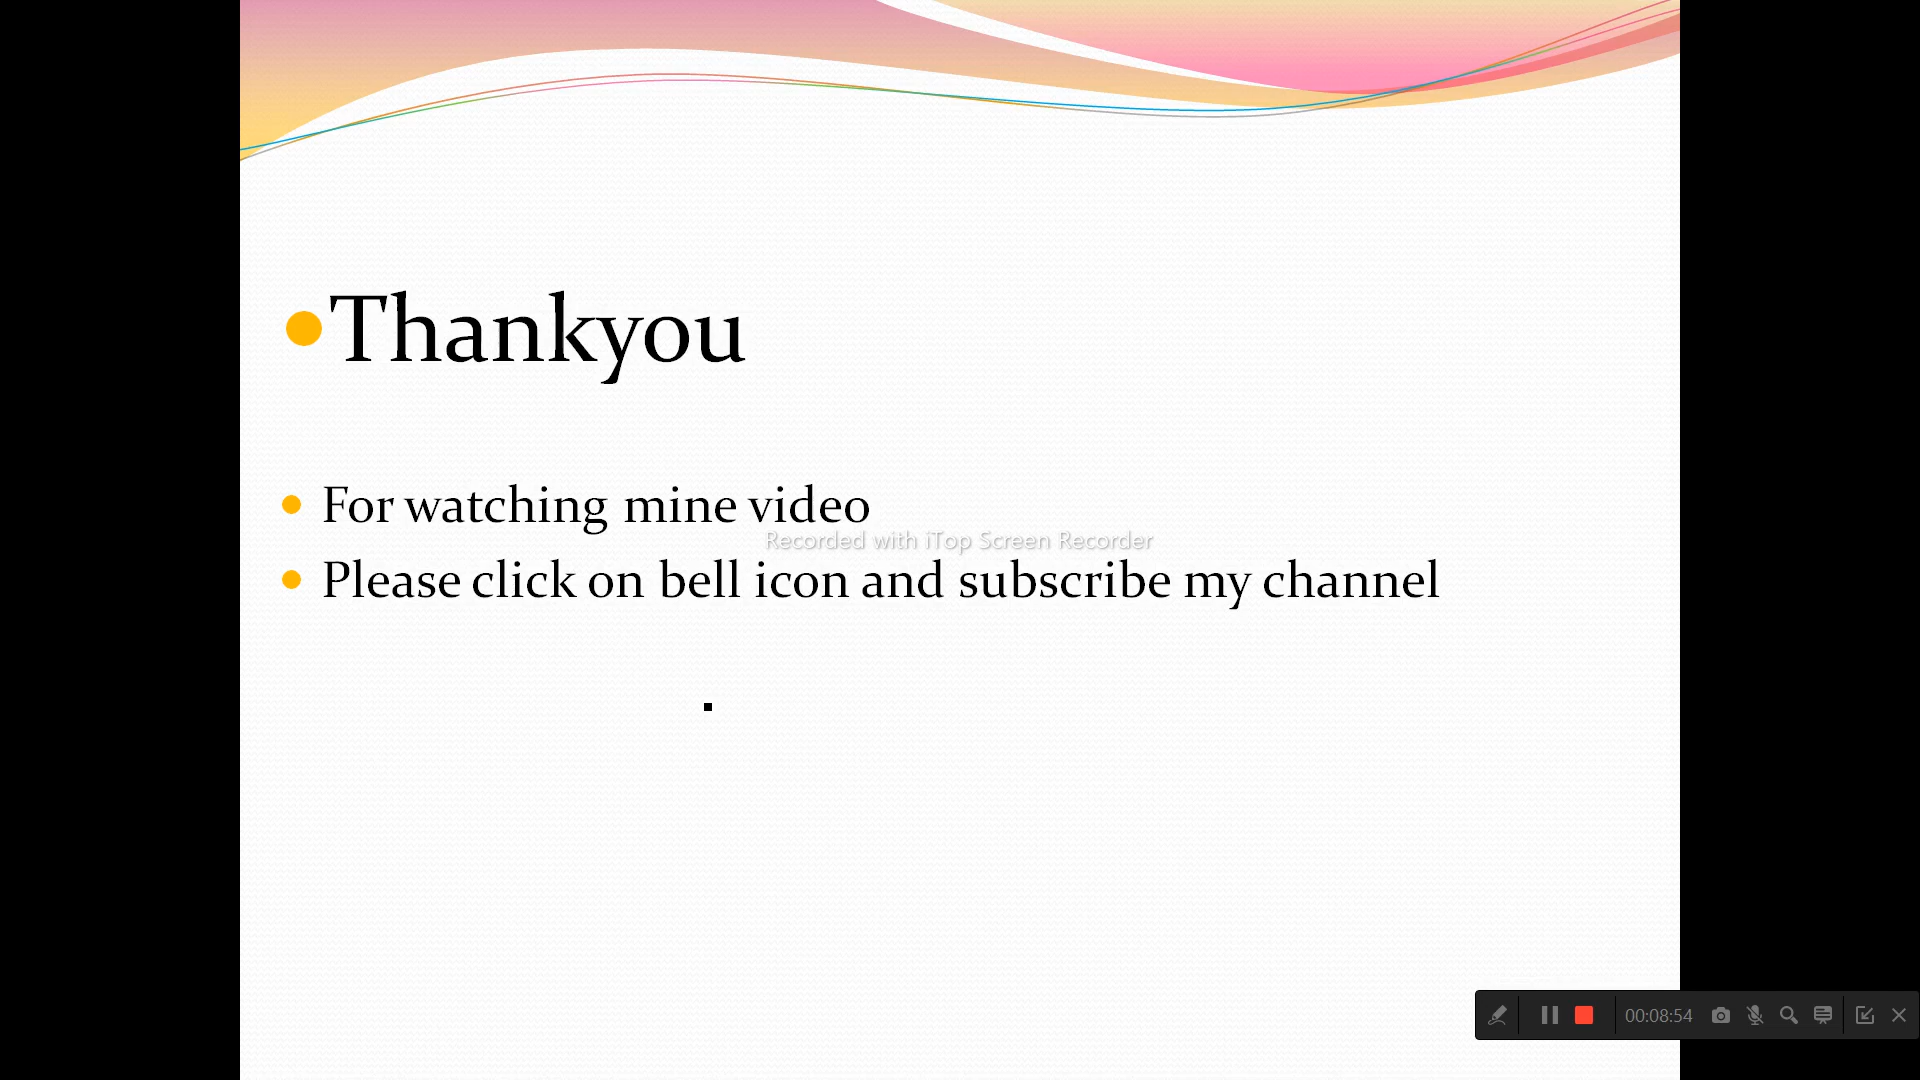 Thankyou
For watching mine video
Recorded with iTop Screen Recorder
Please click on bell icon and subscribe my channel
00:08:54